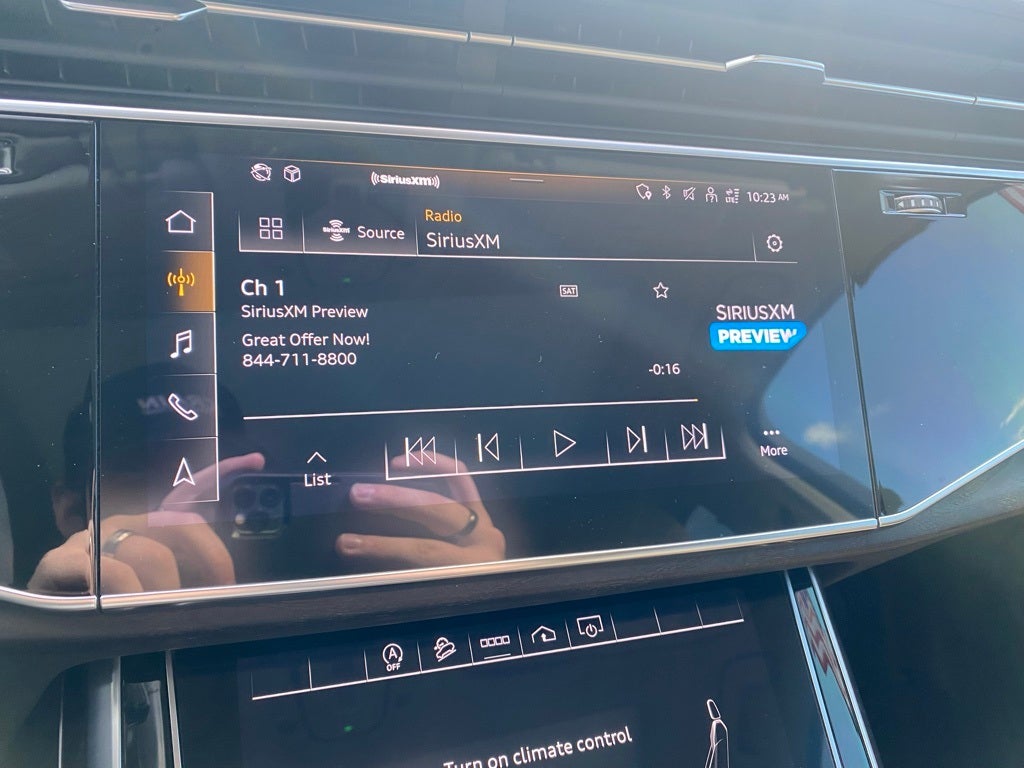 SiriusXM
10:23 AM
SiriusXM Source
Radio
SiriusXM
Ch 1
SAT
SiriusXM Preview
Great Offer Now!
844-711-8800
SIRIUSXM
PREVIEW
-0:16
List
More
A
OFF
Turn on climate control